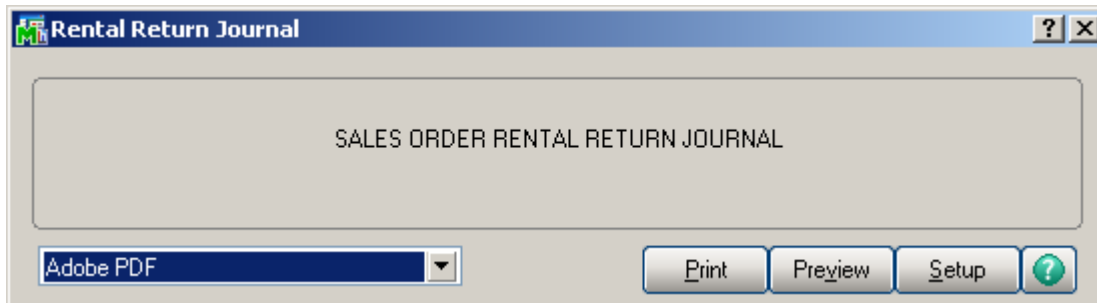 Rental Return Journal
SALES ORDER RENTAL RETURN JOURNAL
Adobe PDF
Print
Preview
Setup